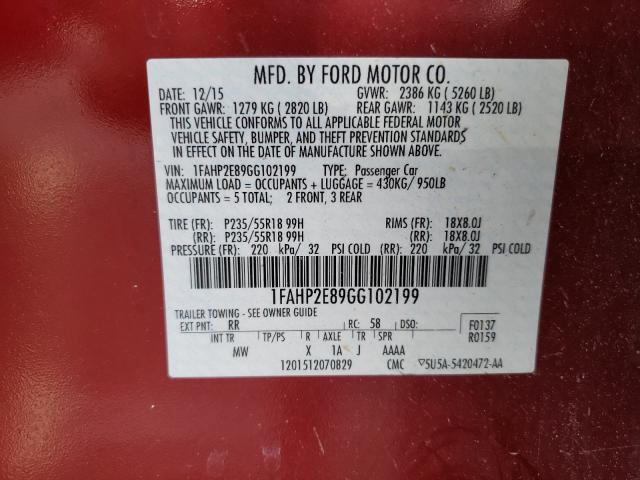 MFD. BY FORD MOTOR CO.
DATE: 12/15 GVWR: 2386 KG ( 5260 LB)
FRONT GAWR: 1279 KG ( 2820 LB) REAR GAWR: 1143 KG ( 2520 LB)
THIS VEHICLE CONFORMS TO ALL APPLICABLE FEDERAL MOTOR
VEHICLE SAFETY, BUMPER, AND THEFT PREVENTION STANDARDS
IN EFFECT ON THE DATE OF MANUFACTURE SHOWN ABOVE.
VIN: 1FAHP2E89GG102199 TYPE: Passenger Car
MAXIMUM LOAD = OCCUPANTS + LUGGAGE = 430KG/ 950LB
OCCUPANTS = 5 TOTAL: 2 FRONT, 3 REAR
TIRE (FR): P235/55R18 99H RIMS (FR): 18X8.0J
(RR): P235/55R18 99H (RR): 18X8.0J
PRESSURE (FR): 220 kPa/ 32 PSI COLD (RR): 220 kPa/ 32 PSI COLD
1FAHP2E89GG102199
TRAILER TOWING - SEE OWNER GUIDE
EXT PNT: RR RC: 58 DSO: F0137
INT TR TP/PS R AXLE TR SPR R0159
MW X 1A J AAAA
1201512070829 CMC ▽5U5A-5420472-AA